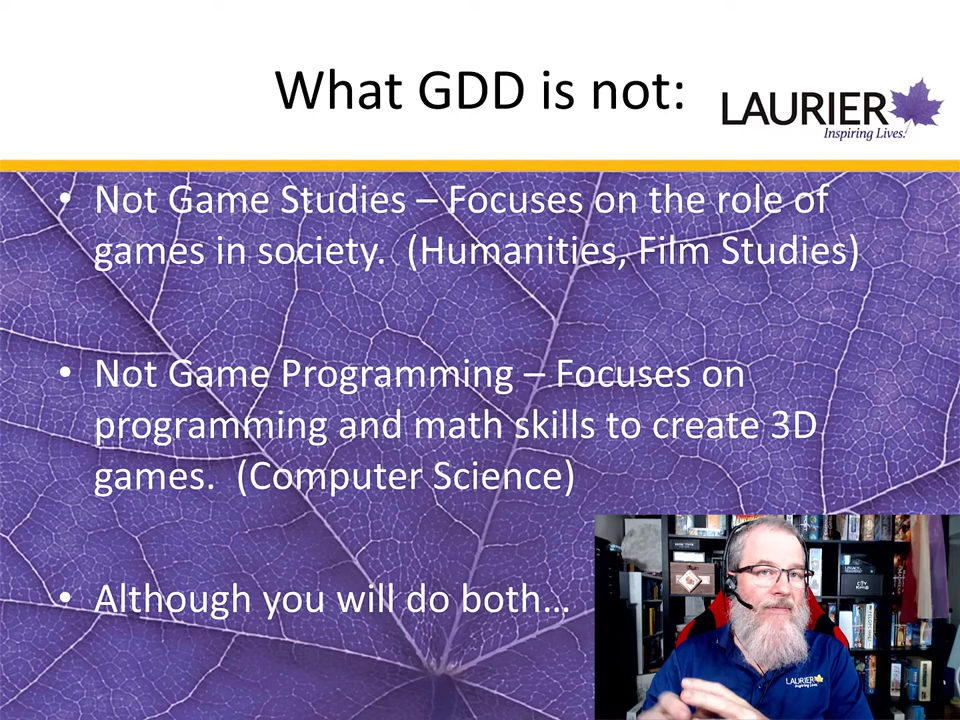 What GDD is not:
LAURIER
Inspiring Lives.
• Not Game Studies – Focuses on the role of
games in society. (Humanities, Film Studies)
• Not Game Programming – Focuses on
programming and math skills to create 3D
games. (Computer Science)
• Although you will do both…
LAURIER
Inspiring Lives.